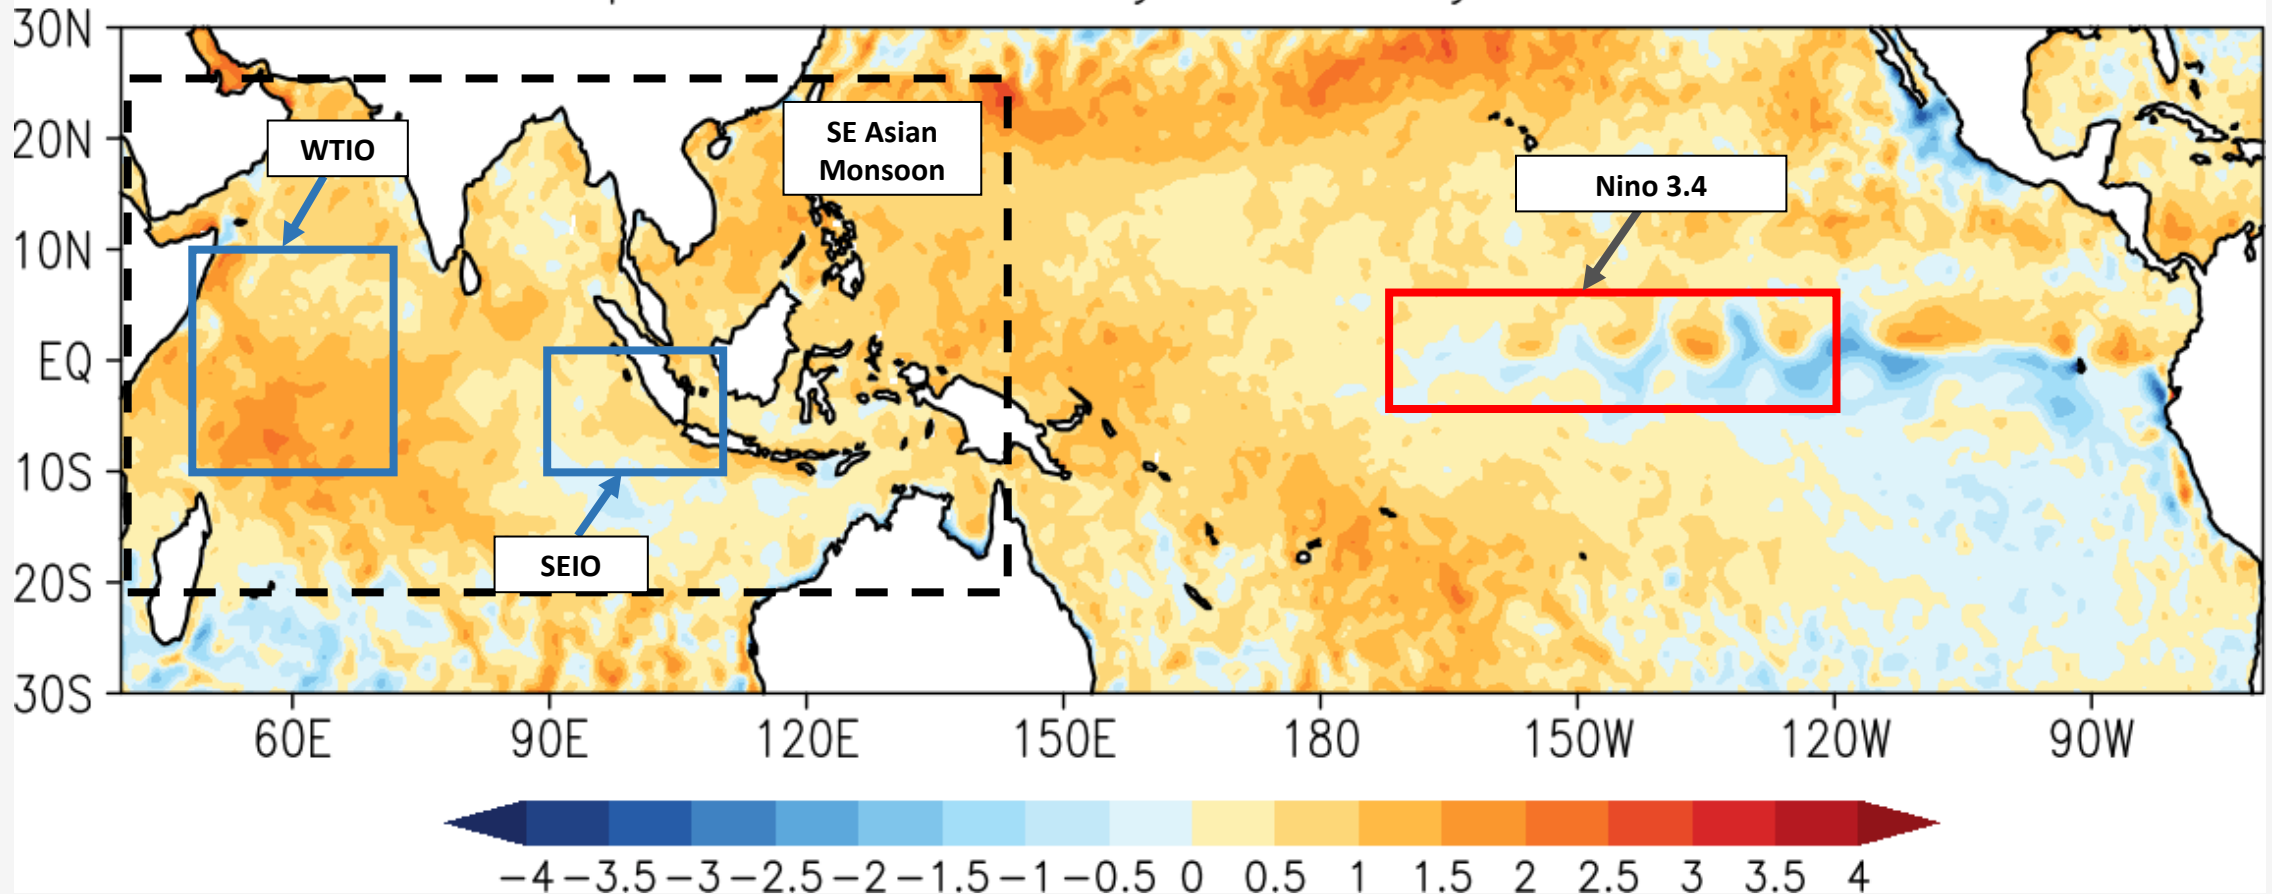 30N
20N
10N
EQ
10S
20S
30S
WTIO
SE Asian
Monsoon
Nino 3.4
SEIO
60E 90E 120E 150E 180 150W 120W 90W
−4 −3.5 −3 −2.5 −2 −1.5 −1 −0.5 0 0.5 1 1.5 2 2.5 3 3.5 4